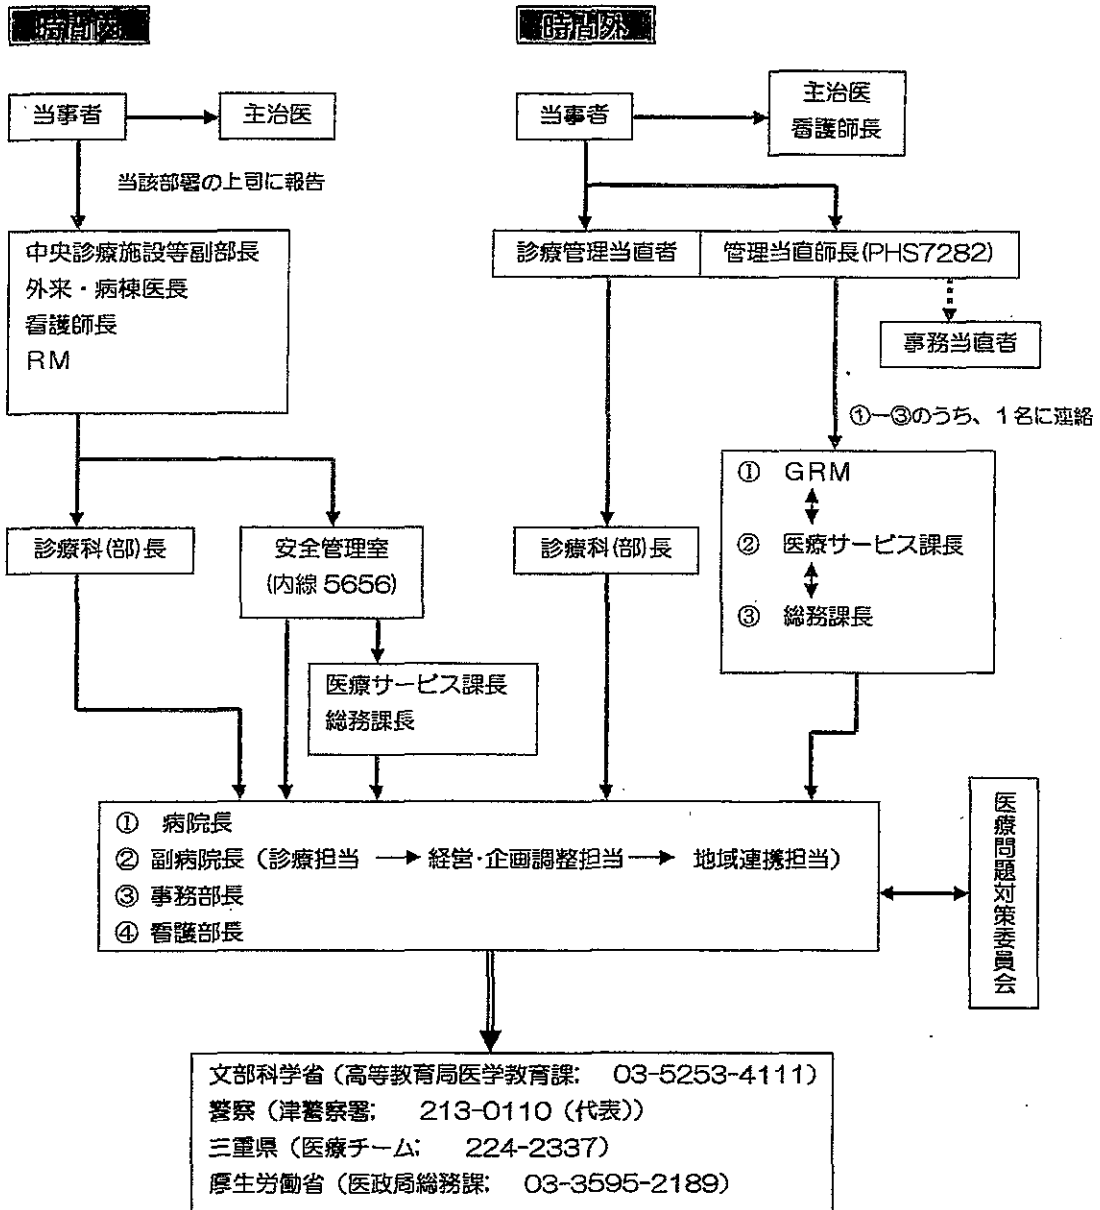 時間内
時間外
当事者
主治医
当該部署の上司に報告
中央診療施設等副部長
外来・病棟医長
看護師長
RM
診療科(部)長
安全管理室
(内線 5656)
医療サービス課長
総務課長
当事者
主治医
看護師長
診療管理当直者
管理当直師長(PHS7282)
事務当直者
①ー③のうち、1名に連絡
① GRM
② 医療サービス課長
③ 総務課長
診療科(部)長
① 病院長
② 副病院長(診療担当 → 経営・企画調整担当 → 地域連携担当)
③ 事務部長
④ 看護部長
医療問題対策委員会
文部科学省(高等教育局医学教育課; 03-5253-4111)
警察(津警察署; 213-0110(代表))
三重県(医療チーム; 224-2337)
厚生労働省(医政局総務課; 03-3595-2189)